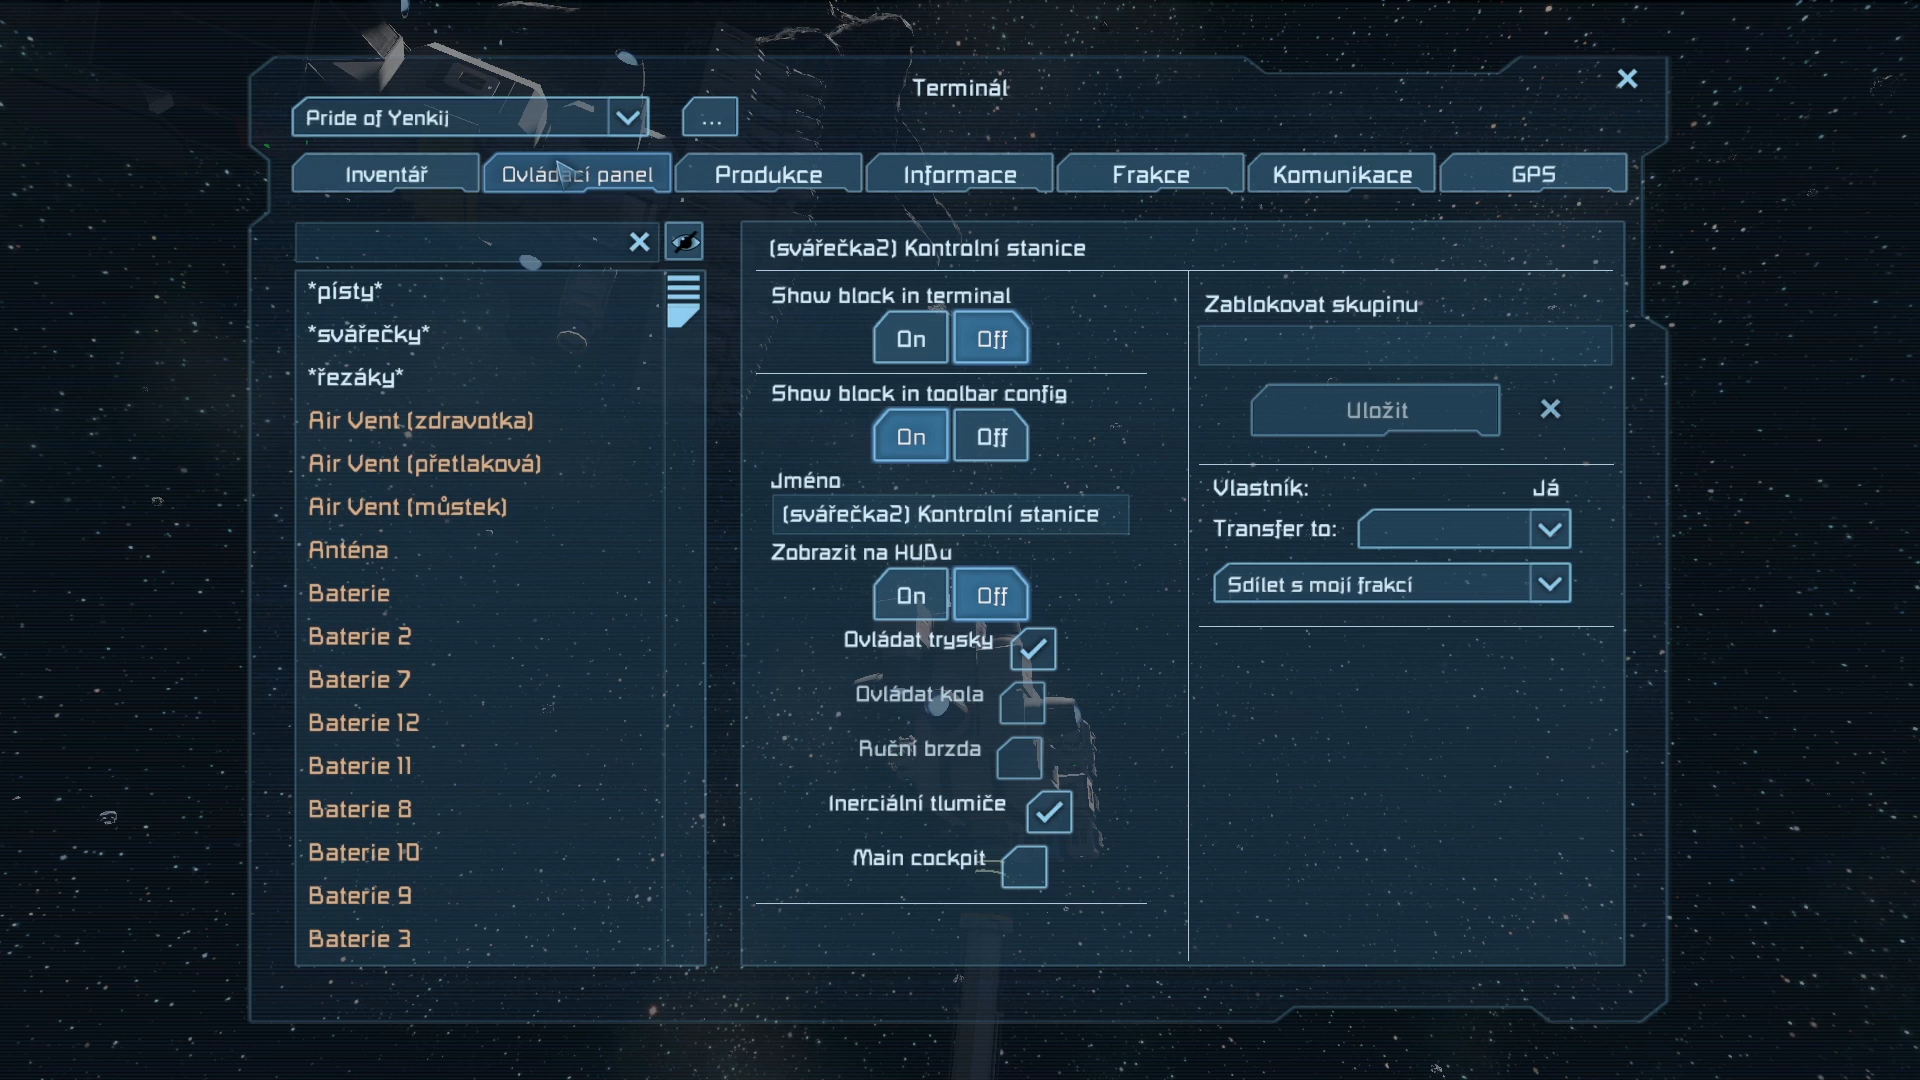 Terminál
Pride of Yenkij
...
Inventář
Ovládací panel
Produkce
Informace
Frakce
Komunikace
GPS
*písty*
*svářečky*
*řezáky*
Air Vent (zdravotka)
Air Vent (přetlaková)
Air Vent (můstek)
Anténa
Baterie
Baterie 2
Baterie 7
Baterie 12
Baterie 11
Baterie 8
Baterie 10
Baterie 9
Baterie 3
(svářečka2) Kontrolní stanice
Show block in terminal
On Off
Show block in toolbar config
On Off
Jméno
(svářečka2) Kontrolní stanice
Zobrazit na HUDu
On Off
Ovládat trysky
Ovládat kola
Ruční brzda
Inerciální tlumiče
Main cockpit
Zablokovat skupinu
Uložit
Vlastník: Já
Transfer to:
Sdílet s mojí frakcí